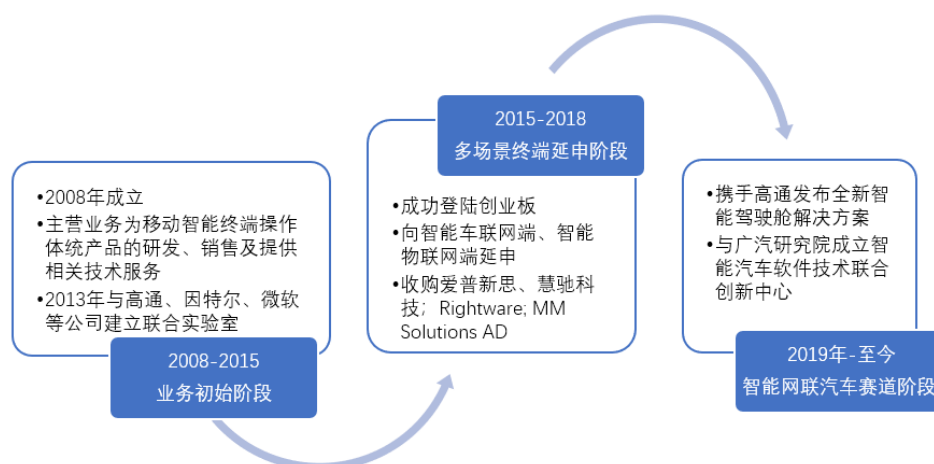 •2008年成立
•主营业务为移动智能终端操作
体统产品的研发、销售及提供
相关技术服务
•2013年与高通、因特尔、微软
等公司建立联合实验室
2008-2015
业务初始阶段
2015-2018
多场景终端延申阶段
•成功登陆创业板
•向智能车联网端、智能
物联网端延申
•收购爱普新思、慧驰科
技；Rightware; MM
Solutions AD
•携手高通发布全新智
能驾驶舱解决方案
•与广汽研究院成立智
能汽车软件技术联合
创新中心
2019年-至今
智能网联汽车赛道阶段